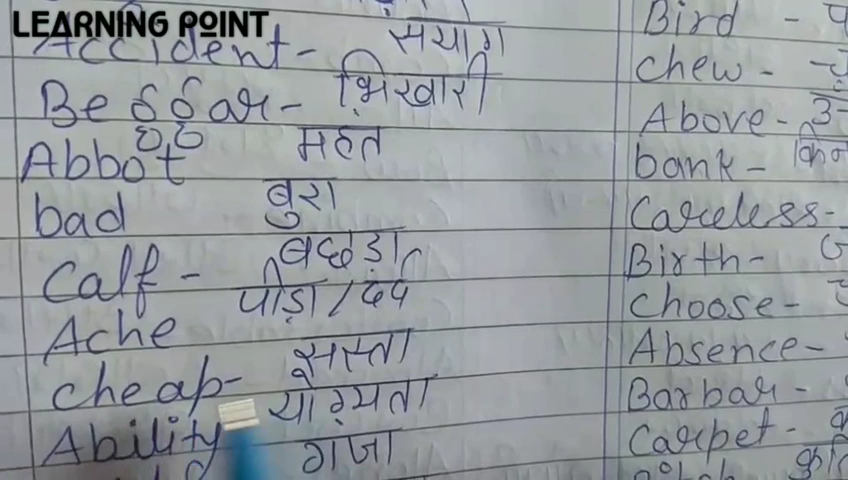 LEARNING POINT
Accident - संयोग
Beggar - भिखारी
Abbot महंत
bad बुरा
Calf - बछड़ा
Ache पीड़ा / दर्द
Cheap - सस्ता
Ability योग्यता
गंजा
Bird -
Chew -
Above -
bank -
Careless -
Birth -
Choose -
Absence -
Barbar -
Carpet -